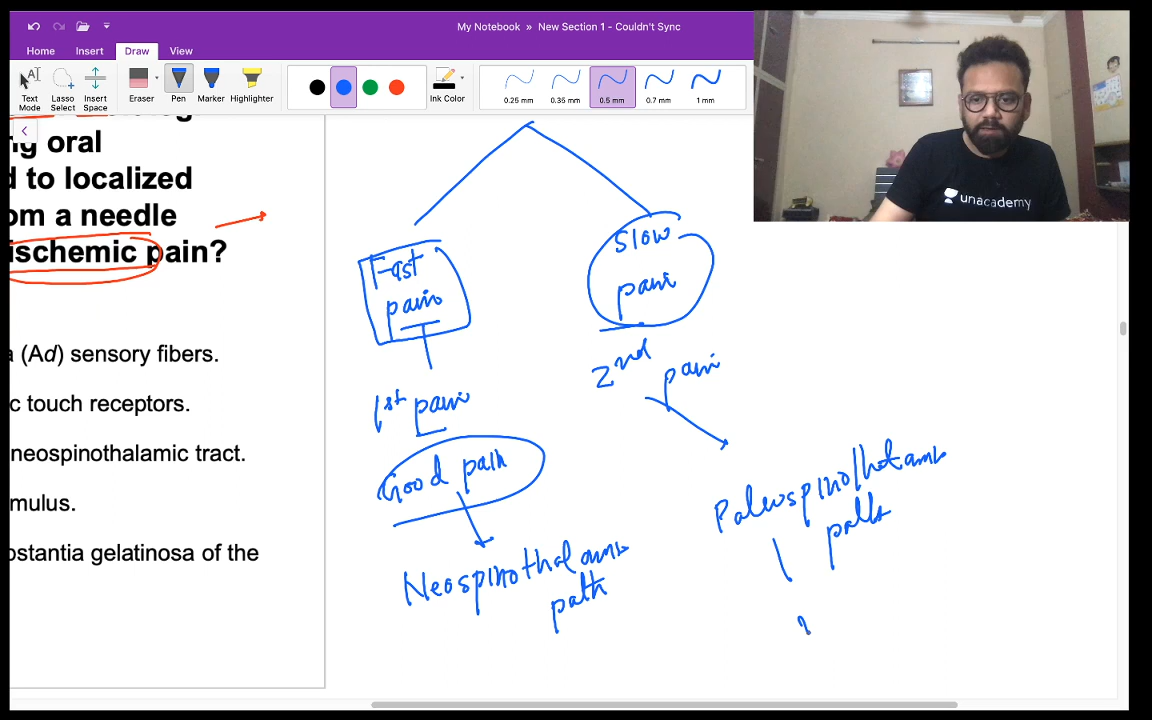 My Notebook > New Section 1 - Couldn't Sync
Home Insert Draw View
Text Mode
Lasso Select
Insert Space
Eraser
Pen
Marker
Highlighter
Ink Color
0.25 mm
0.35 mm
0.5 mm
0.7 mm
1 mm
unacademy
ng oral
d to localized
om a needle
ischemic pain?
a (Ad) sensory fibers.
c touch receptors.
neospinothalamic tract.
mulus.
ostantia gelatinosa of the
Fast
pain
1st pain
Good path
Neospinothalamic
path
Slow
pain
2nd pain
path